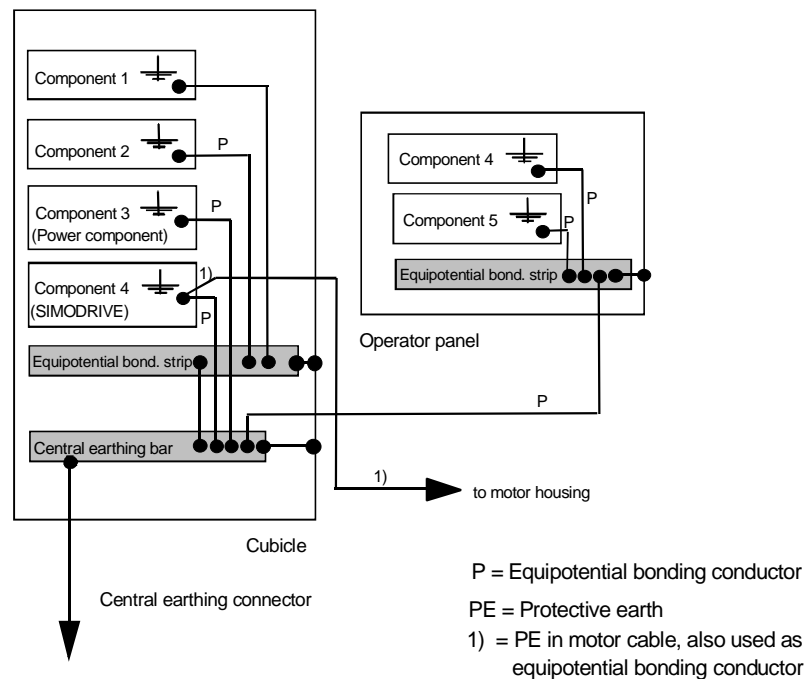 Component 1
Component 2
P
Component 3
(Power component)
P
Component 4
(SIMODRIVE)
1)
P
Equipotential bond. strip
Central earthing bar
Cubicle
Central earthing connector
Component 4
P
Component 5
P
Equipotential bond. strip
Operator panel
P
1)
to motor housing
P = Equipotential bonding conductor
PE = Protective earth
1) = PE in motor cable, also used as
equipotential bonding conductor